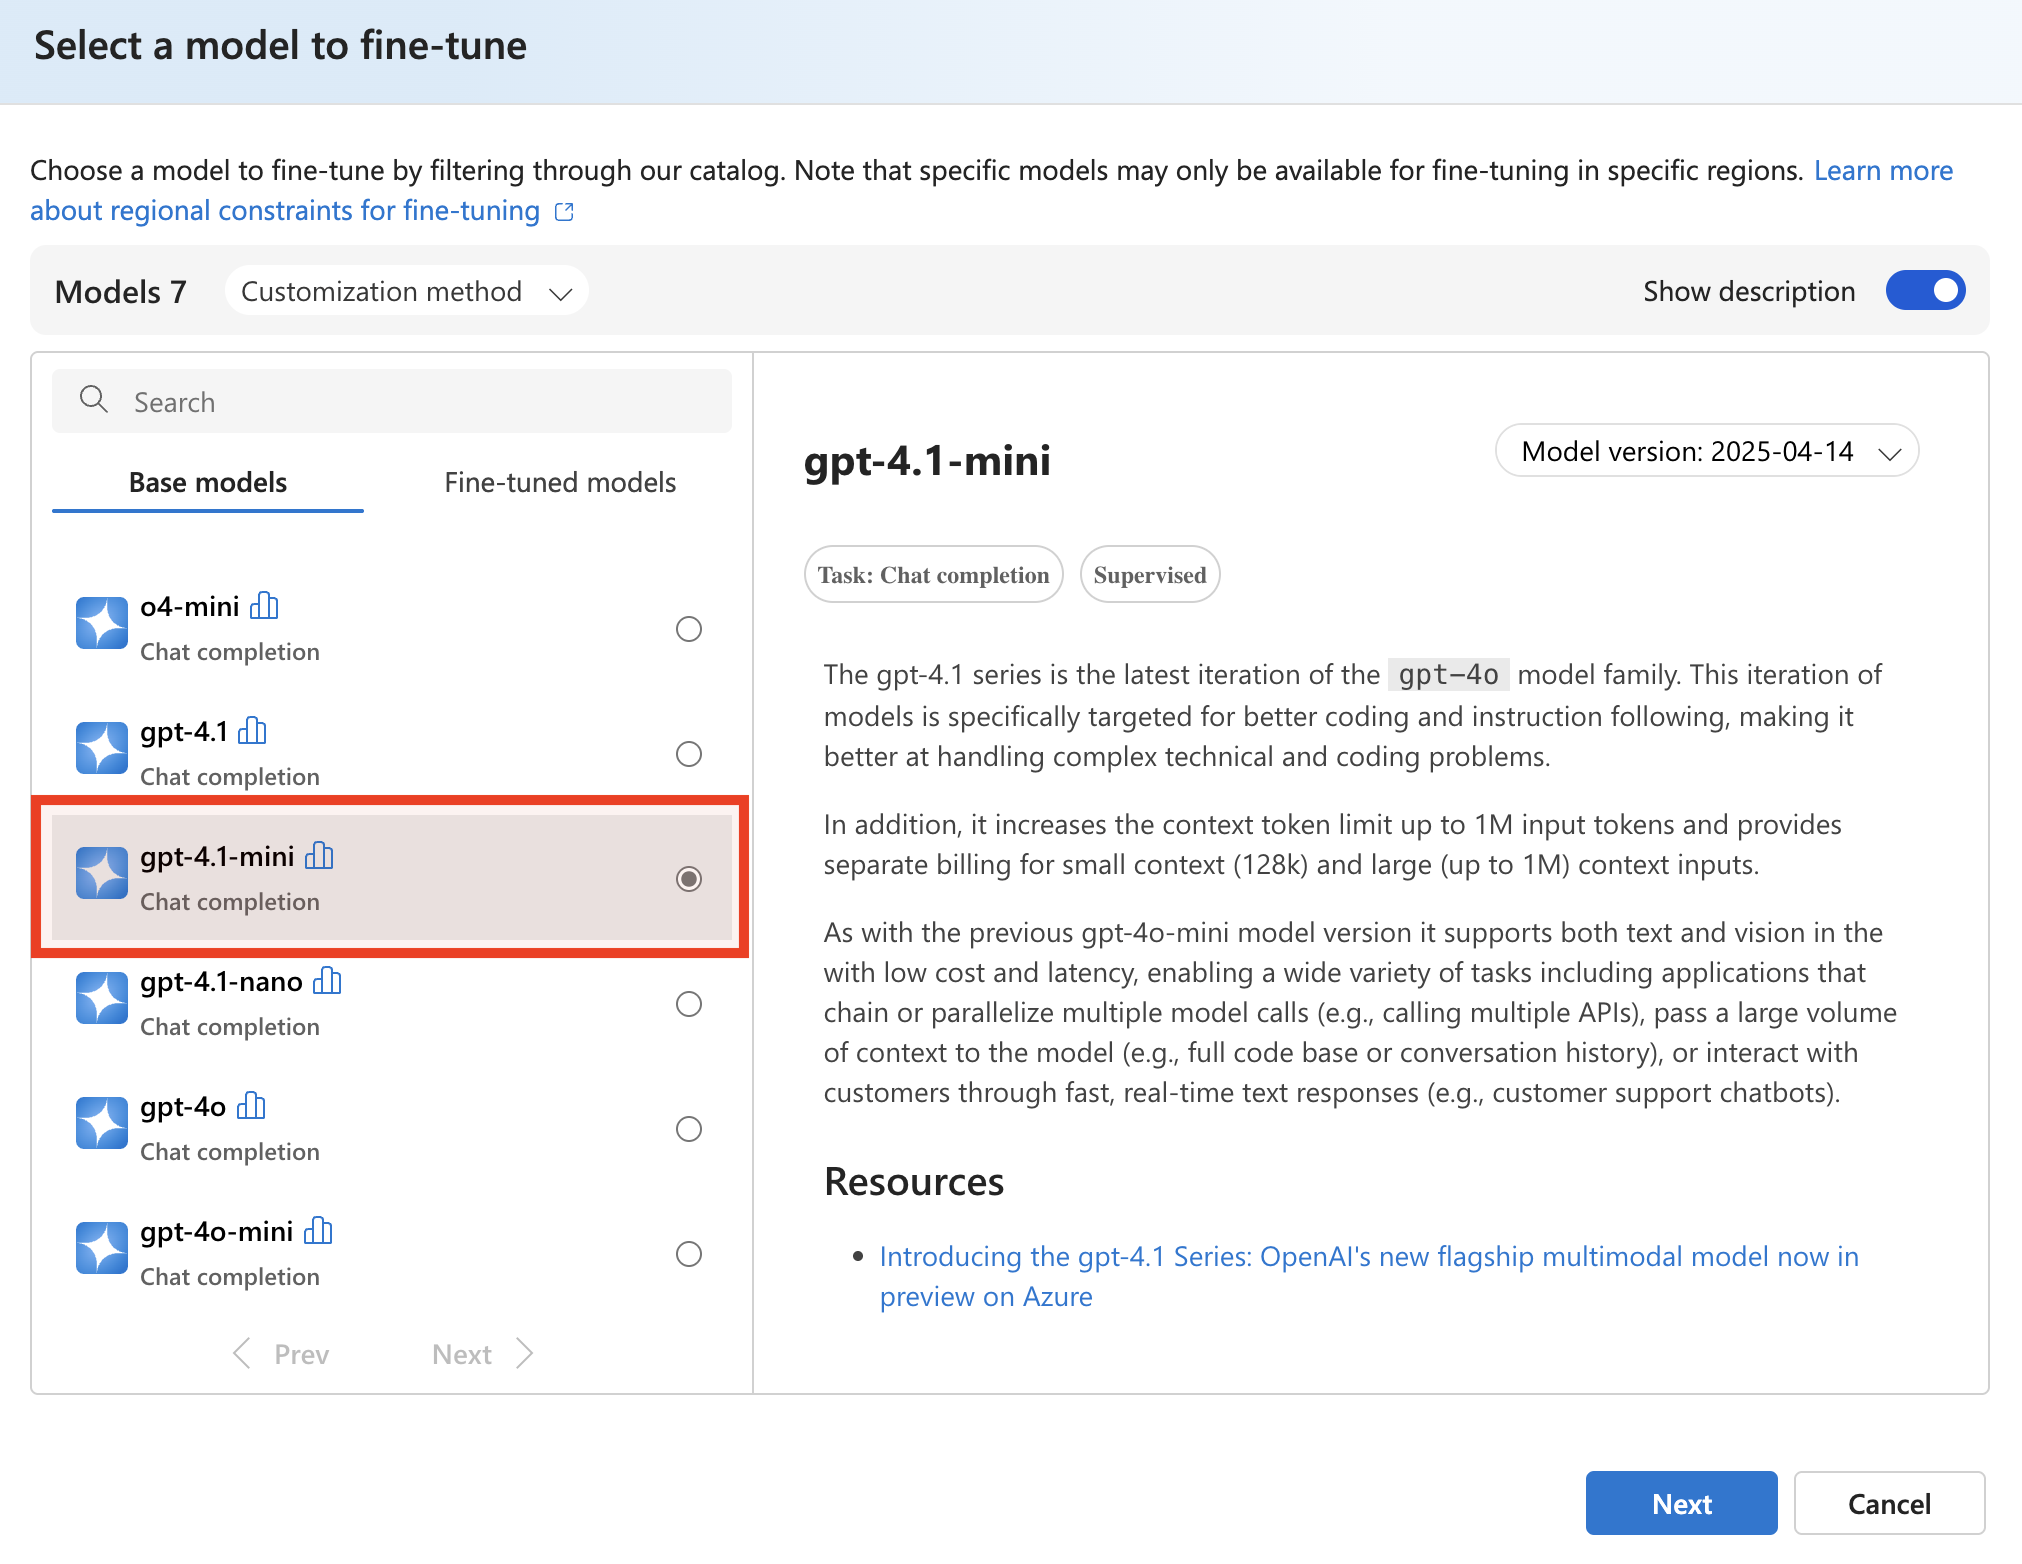 Select a model to fine-tune
Choose a model to fine-tune by filtering through our catalog. Note that specific models may only be available for fine-tuning in specific regions. Learn more
about regional constraints for fine-tuning
Models 7
Customization method
Show description
Search
Base models
Fine-tuned models
o4-mini
Chat completion
gpt-4.1
Chat completion
gpt-4.1-mini
Chat completion
gpt-4.1-nano
Chat completion
gpt-4o
Chat completion
gpt-4o-mini
Chat completion
Prev
Next
gpt-4.1-mini
Model version: 2025-04-14
Task: Chat completion
Supervised
The gpt-4.1 series is the latest iteration of the gpt-4o model family. This iteration of
models is specifically targeted for better coding and instruction following, making it
better at handling complex technical and coding problems.
In addition, it increases the context token limit up to 1M input tokens and provides
separate billing for small context (128k) and large (up to 1M) context inputs.
As with the previous gpt-4o-mini model version it supports both text and vision in the
with low cost and latency, enabling a wide variety of tasks including applications that
chain or parallelize multiple model calls (e.g., calling multiple APIs), pass a large volume
of context to the model (e.g., full code base or conversation history), or interact with
customers through fast, real-time text responses (e.g., customer support chatbots).
Resources
• Introducing the gpt-4.1 Series: OpenAI's new flagship multimodal model now in
preview on Azure
Next
Cancel